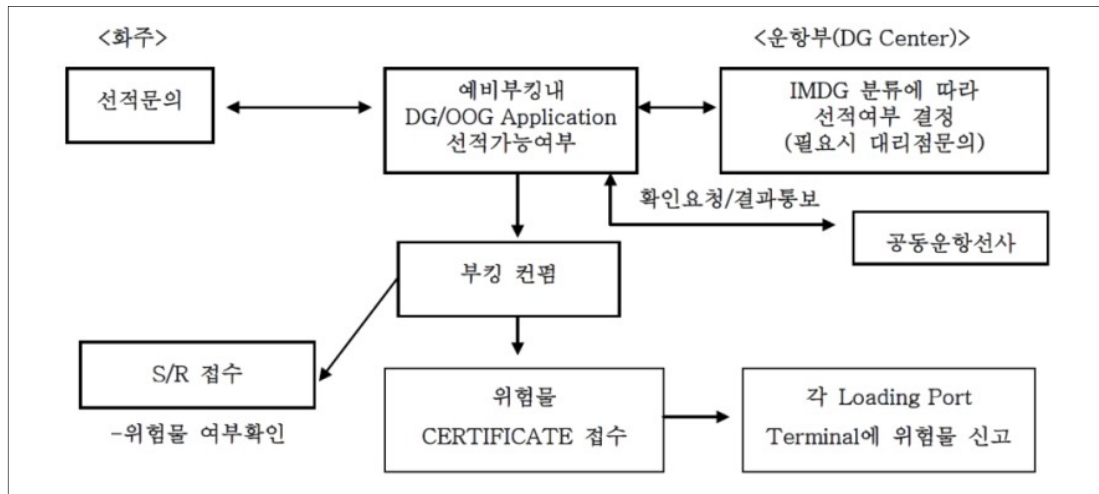 <화주>
<운항부(DG Center)>
선적문의
예비부킹내
DG/OOG Application
선적가능여부
IMDG 분류에 따라
선적여부 결정
(필요시 대리점문의)
확인요청/결과통보
공동운항선사
부킹 컨펌
S/R 접수
-위험물 여부확인
위험물
CERTIFICATE 접수
각 Loading Port
Terminal에 위험물 신고